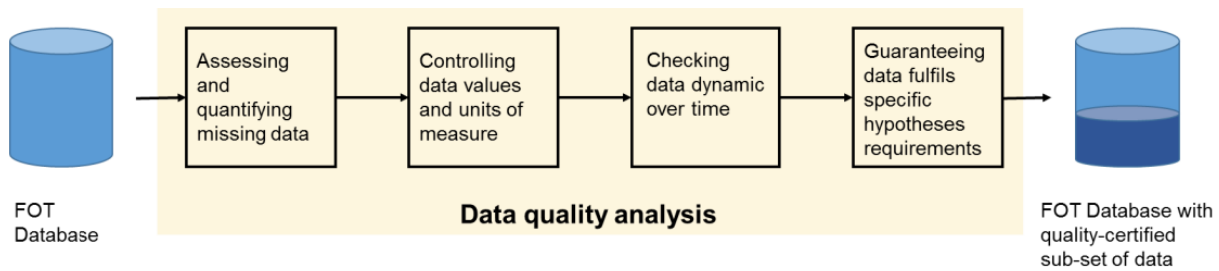 FOT
Database
Assessing
and
quantifying
missing data
Controlling
data values
and units of
measure
Checking
data dynamic
over time
Guaranteeing
data fulfils
specific
hypotheses
requirements
Data quality analysis
FOT Database with
quality-certified
sub-set of data